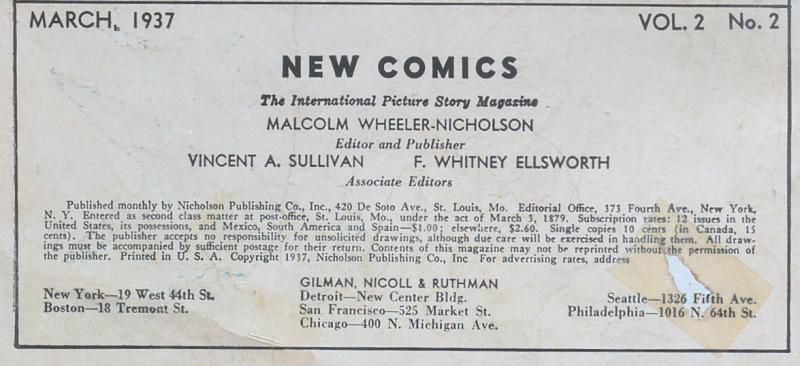 MARCH, 1937 VOL. 2 No. 2
NEW COMICS
The International Picture Story Magazine
MALCOLM WHEELER-NICHOLSON
Editor and Publisher
VINCENT A. SULLIVAN F. WHITNEY ELLSWORTH
Associate Editors
Published monthly by Nicholson Publishing Co., Inc., 420 De Soto Ave., St. Louis, Mo. Editorial Office, 373 Fourth Ave., New York,
N. Y. Entered as second class matter at post-office, St. Louis, Mo., under the act of March 3, 1879. Subscription rates: 12 issues in the
United States, its possessions, and Mexico, South America and Spain—$1.00; elsewhere, $2.60. Single copies 10 cents (in Canada, 15
cents). The publisher accepts no responsibility for unsolicited drawings, although due care will be exercised in handling them. All draw-
ings must be accompanied by sufficient postage for their return. Contents of this magazine may not be reprinted without the permission of
the publisher. Printed in U. S. A. Copyright 1937, Nicholson Publishing Co., Inc For advertising rates, address
GILMAN, NICOLL & RUTHMAN
New York—19 West 44th St. Detroit—New Center Bldg. Seattle—1326 Fifth Ave.
Boston—18 Tremont St. San Francisco—525 Market St. Philadelphia—1016 N. 64th St.
Chicago—400 N. Michigan Ave.